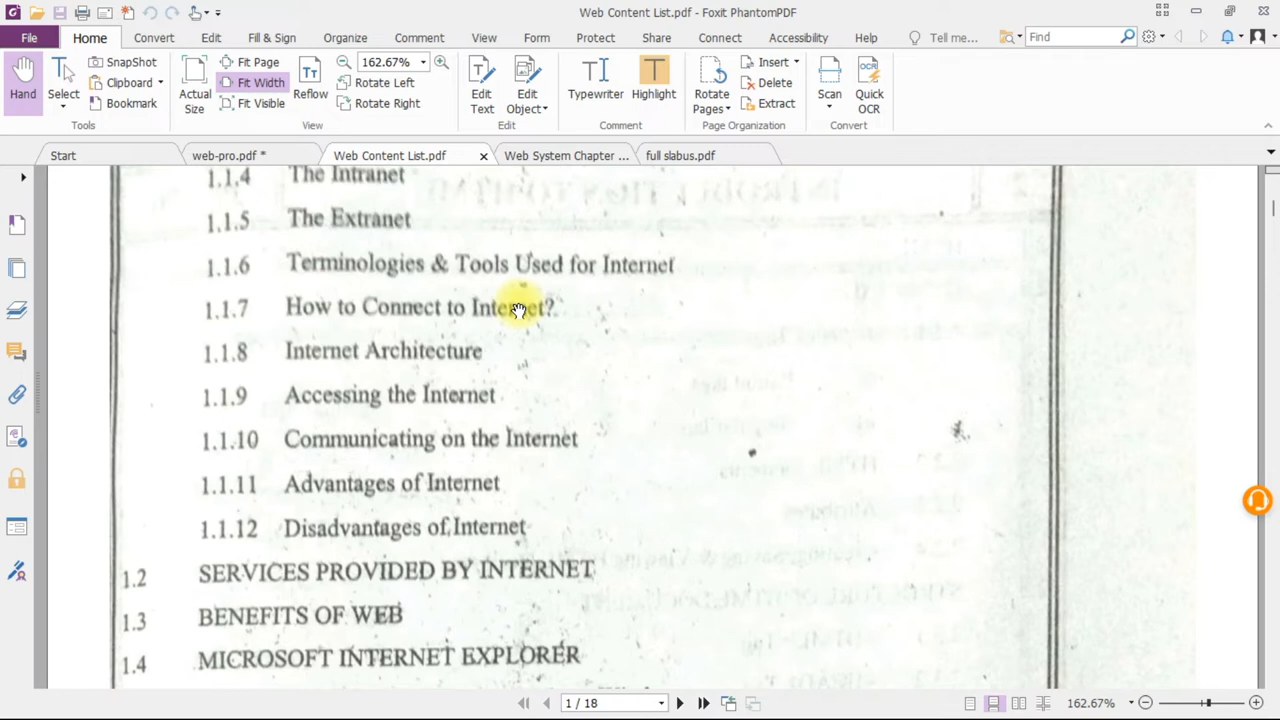 Web Content List.pdf - Foxit PhantomPDF
File Home Convert Edit Fill & Sign Organize Comment View Form Protect Share Connect Accessibility Help Tell me... Find
Hand
Select
SnapShot
Clipboard
Bookmark
Tools
Actual Size
Fit Page
Fit Width
Fit Visible
Reflow
162.67%
Rotate Left
Rotate Right
View
Edit Text
Edit Object
Edit
Typewriter
Highlight
Comment
Rotate Pages
Insert
Delete
Extract
Page Organization
Scan
Quick OCR
Convert
Start web-pro.pdf * Web Content List.pdf Web System Chapter ... full slabus.pdf
1.1.4 The Intranet
1.1.5 The Extranet
1.1.6 Terminologies & Tools Used for Internet
1.1.7 How to Connect to Internet?
1.1.8 Internet Architecture
1.1.9 Accessing the Internet
1.1.10 Communicating on the Internet
1.1.11 Advantages of Internet
1.1.12 Disadvantages of Internet
1.2 SERVICES PROVIDED BY INTERNET
1.3 BENEFITS OF WEB
1.4 MICROSOFT INTERNET EXPLORER
1 / 18
162.67%